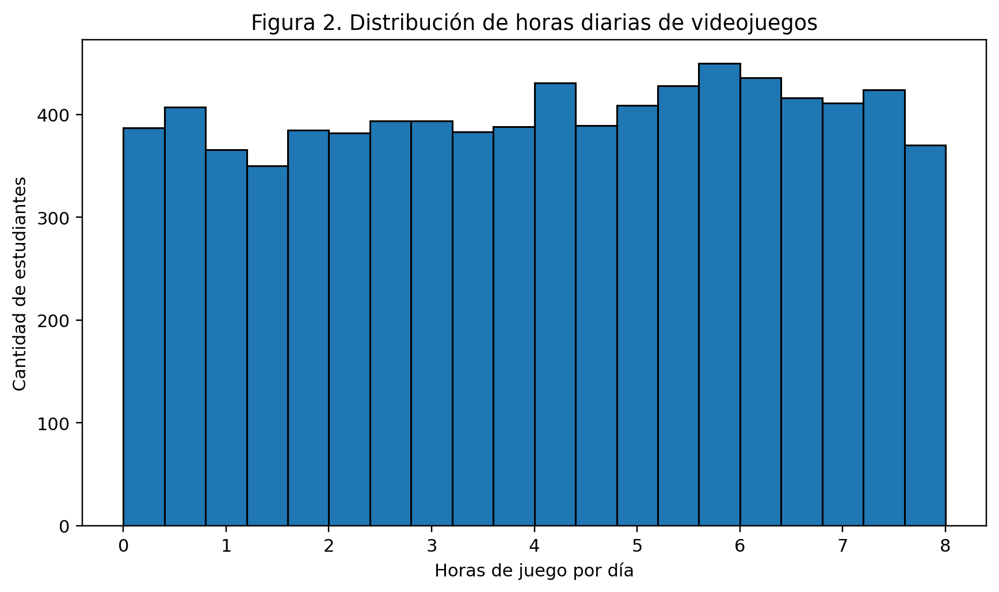 Figura 2. Distribución de horas diarias de videojuegos
Cantidad de estudiantes
400
300
200
100
0
0 1 2 3 4 5 6 7 8
Horas de juego por día